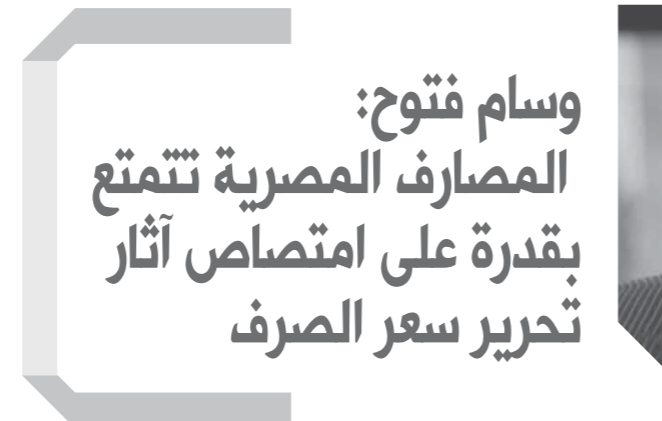 وسام فتوح:
المصارف المصرية تتمتع
بقدرة على امتصاص آثار
تحرير سعر الصرف